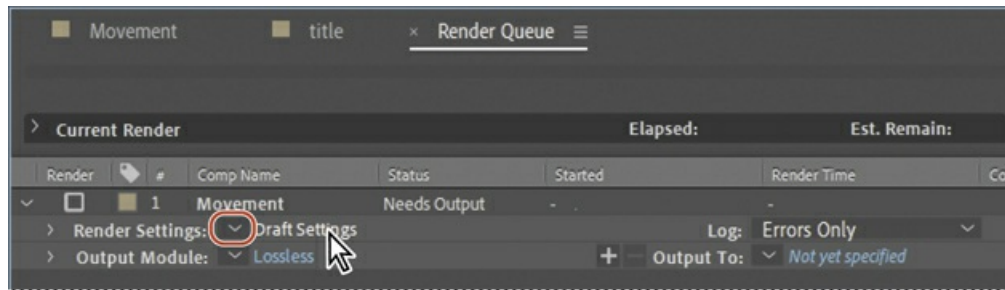 Movement title × Render Queue
Current Render Elapsed: Est. Remain:
Render # Comp Name Status Started Render Time Co
1 Movement Needs Output - . -
Render Settings: Draft Settings Log: Errors Only
Output Module: Lossless + Output To: Not yet specified